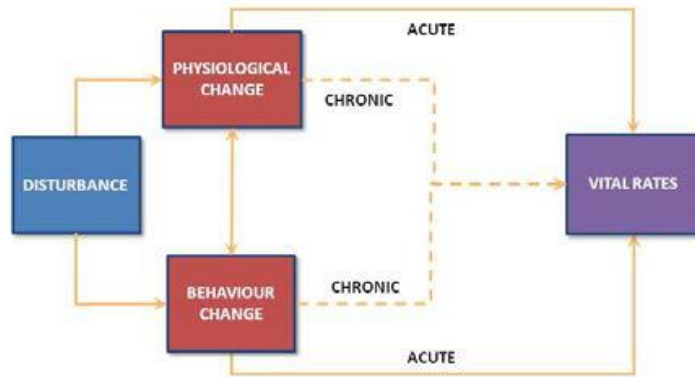 ACUTE
PHYSIOLOGICAL
CHANGE
CHRONIC
DISTURBANCE
VITAL RATES
BEHAVIOUR
CHANGE
CHRONIC
ACUTE